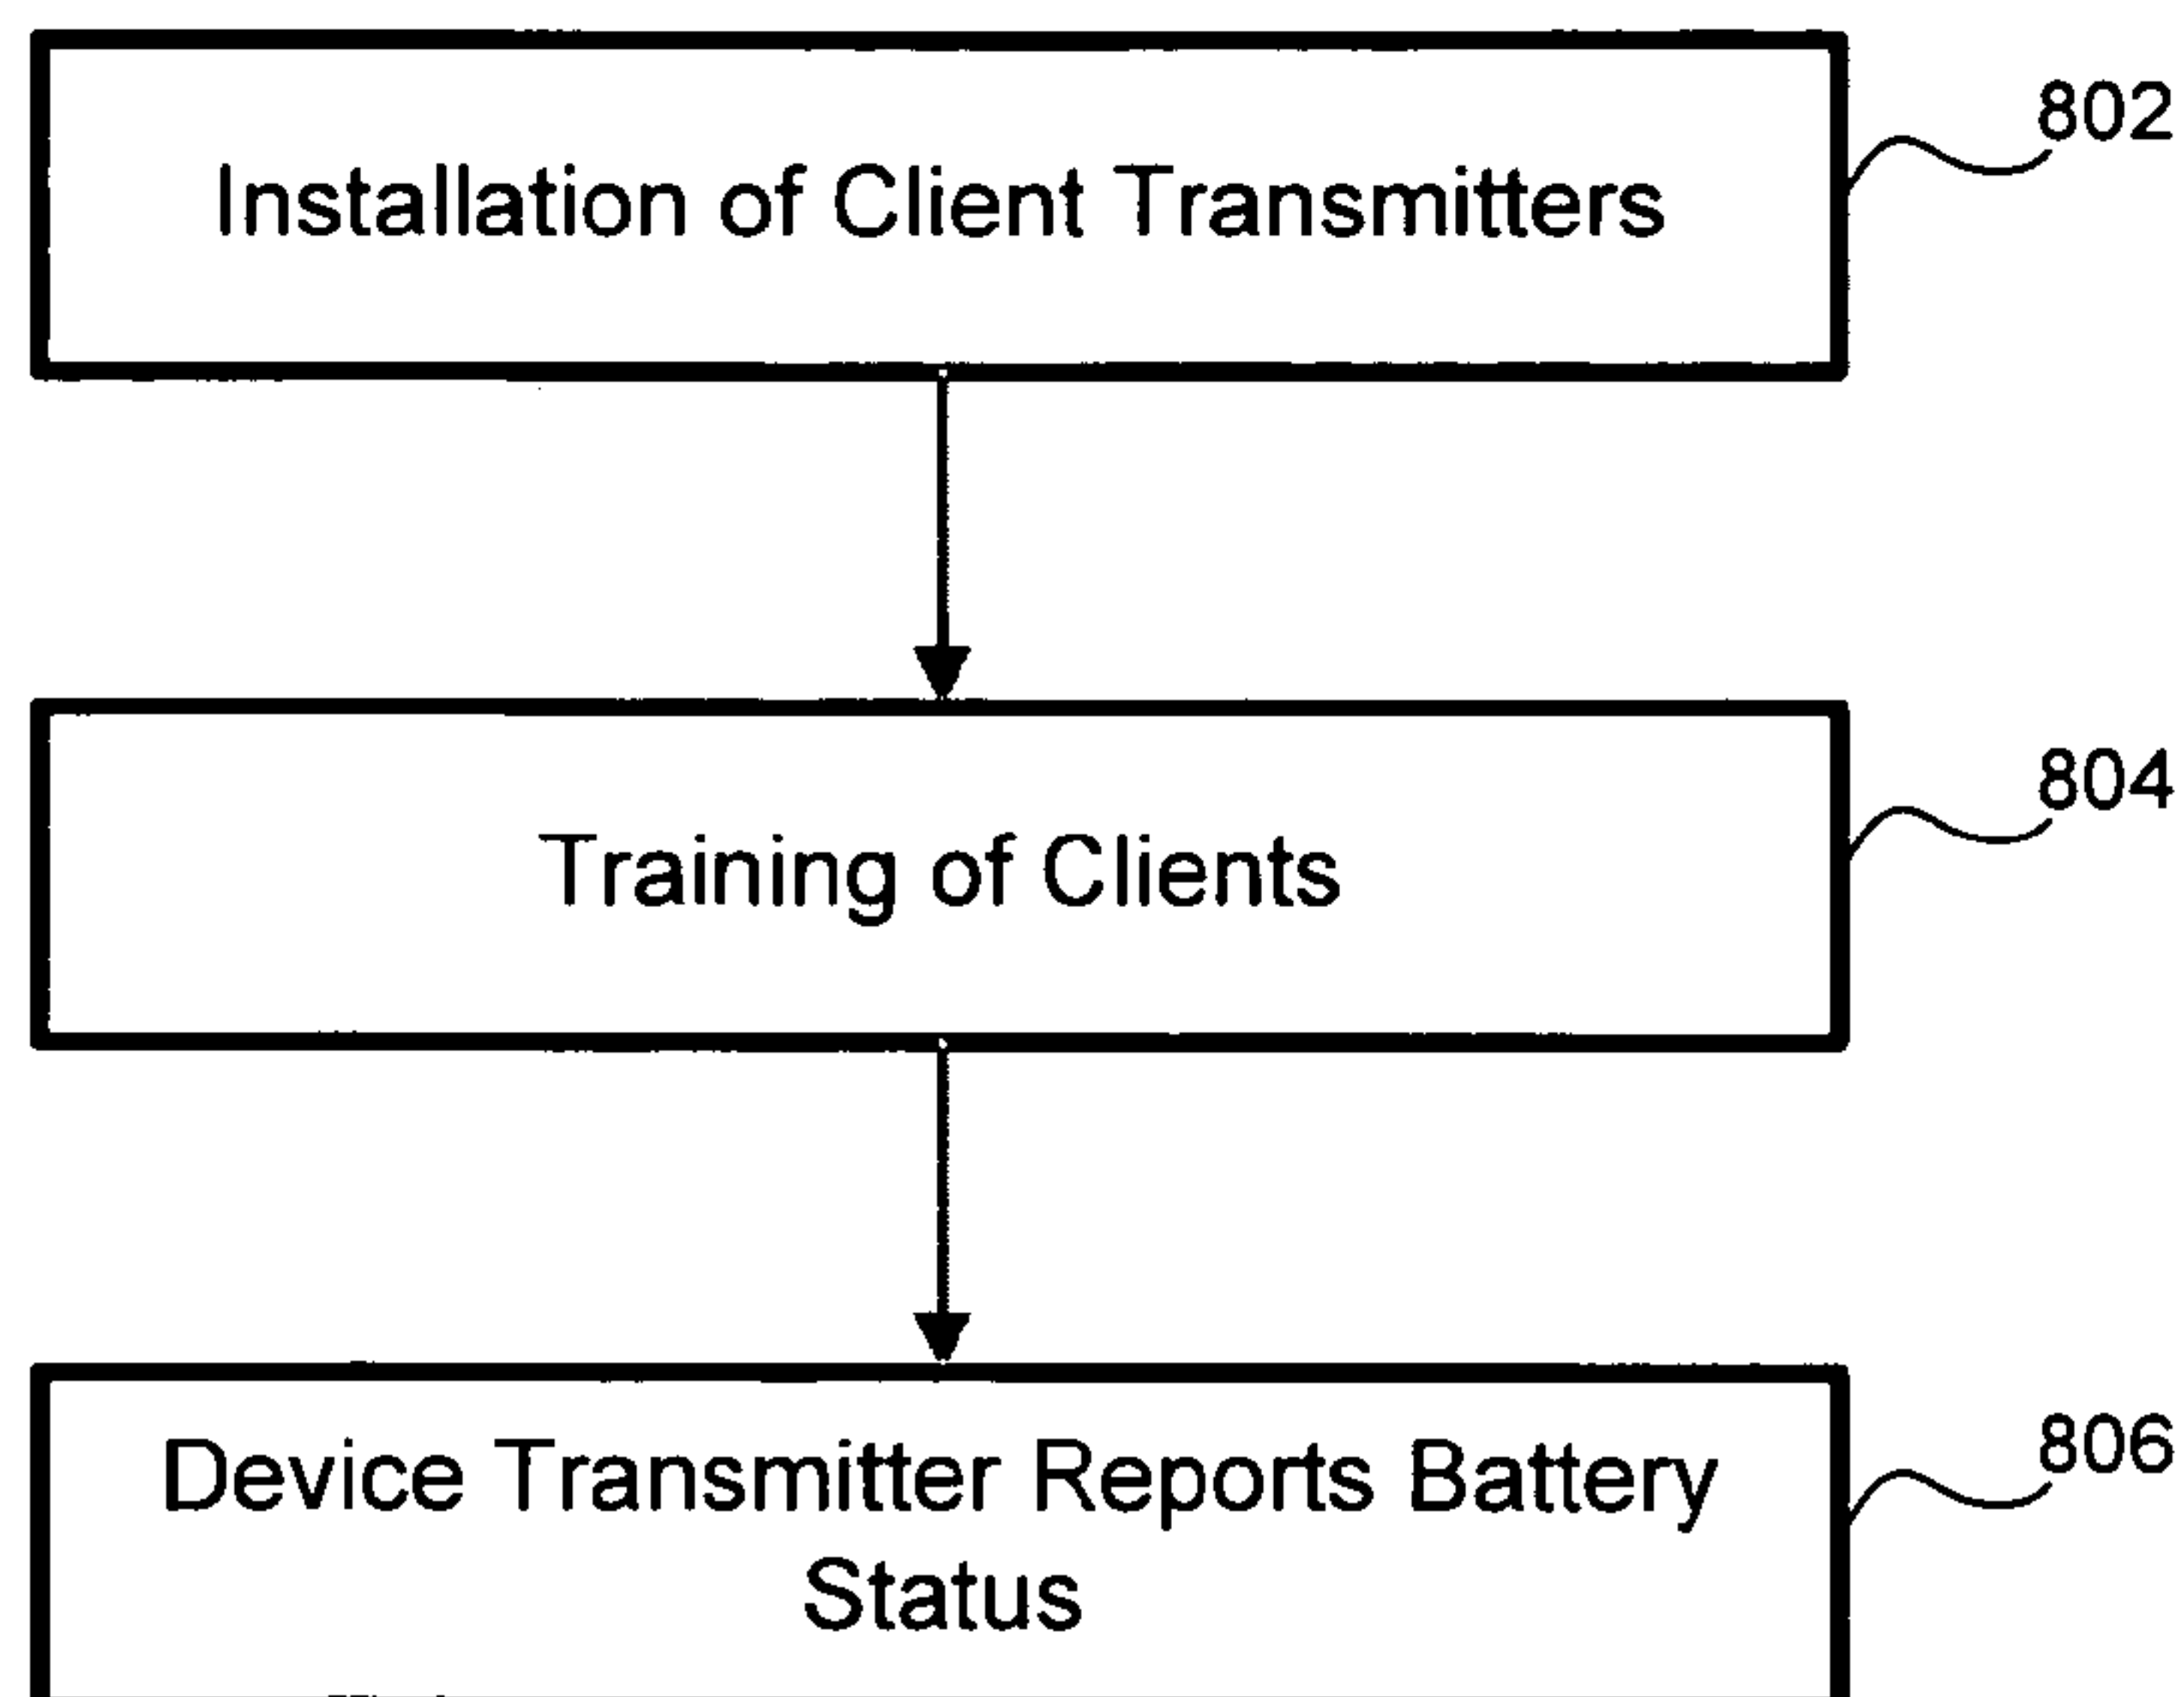 Installation of Client Transmitters
802
Training of Clients
804
Device Transmitter Reports Battery
Status
806